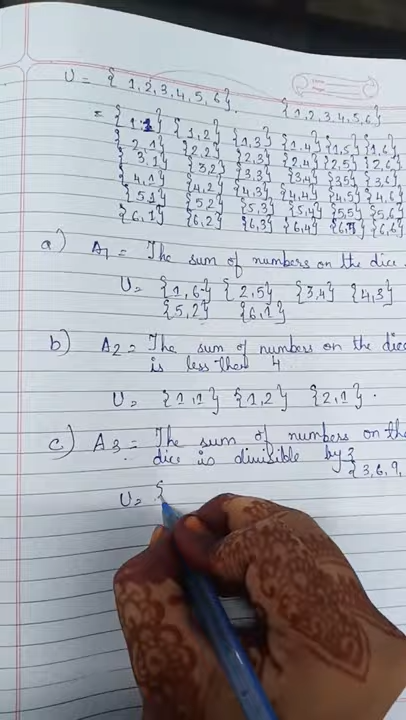 U = { 1, 2, 3, 4, 5, 6 } . { 1, 2, 3, 4, 5, 6 }
= { 1,1 } { 1,2 } { 1,3 } { 1,4 } { 1,5 } { 1,6 }
{ 2,1 } { 2,2 } { 2,3 } { 2,4 } { 2,5 } { 2,6 }
{ 3,1 } { 3,2 } { 3,3 } { 3,4 } { 3,5 } { 3,6 }
{ 4,1 } { 4,2 } { 4,3 } { 4,4 } { 4,5 } { 4,6 }
{ 5,1 } { 5,2 } { 5,3 } { 5,4 } { 5,5 } { 5,6 }
{ 6,1 } { 6,2 } { 6,3 } { 6,4 } { 6,5 } { 6,6 }
a) A1 = The sum of numbers on the dice.
U = { 1,6 } { 2,5 } { 3,4 } { 4,3 }
{ 5,2 } { 6,1 }
b) A2 = The sum of numbers on the dice
is less then 4
U = { 1,1 } { 1,2 } { 2,1 } .
c) A3 = The sum of numbers on the
dice is divisible by 3
{ 3, 6, 9,
U = {